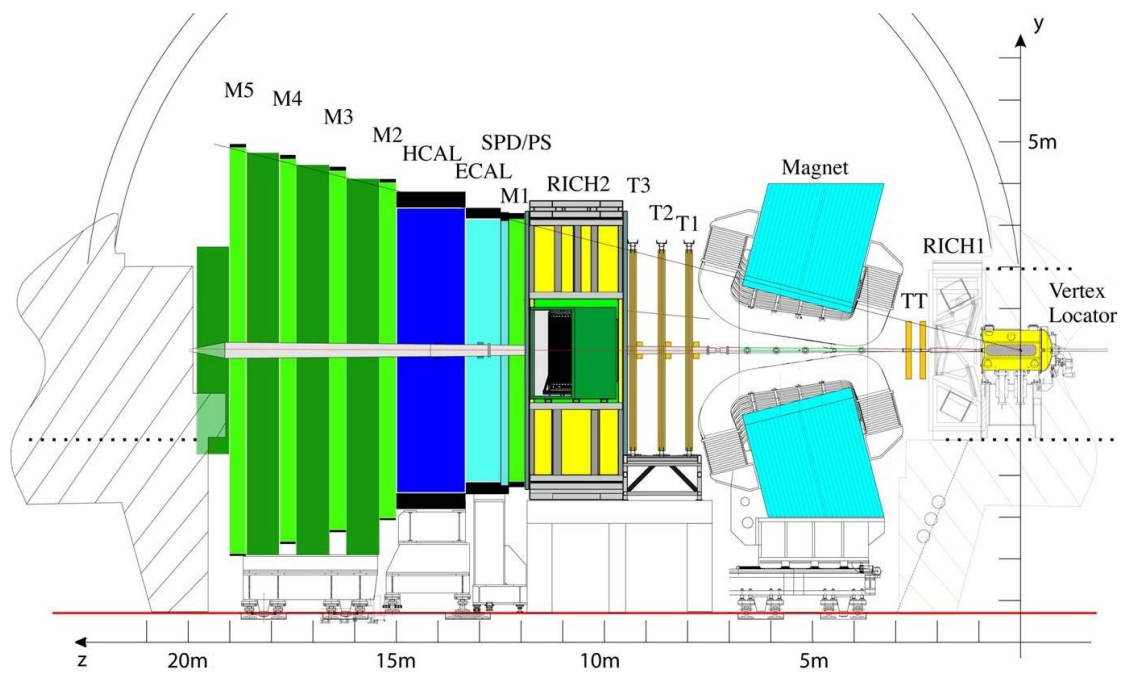 y
M5
M4
M3
M2
HCAL
SPD/PS
ECAL
M1
RICH2
T3
T2
T1
Magnet
5m
RICH1
TT
Vertex
Locator
z
20m
15m
10m
5m